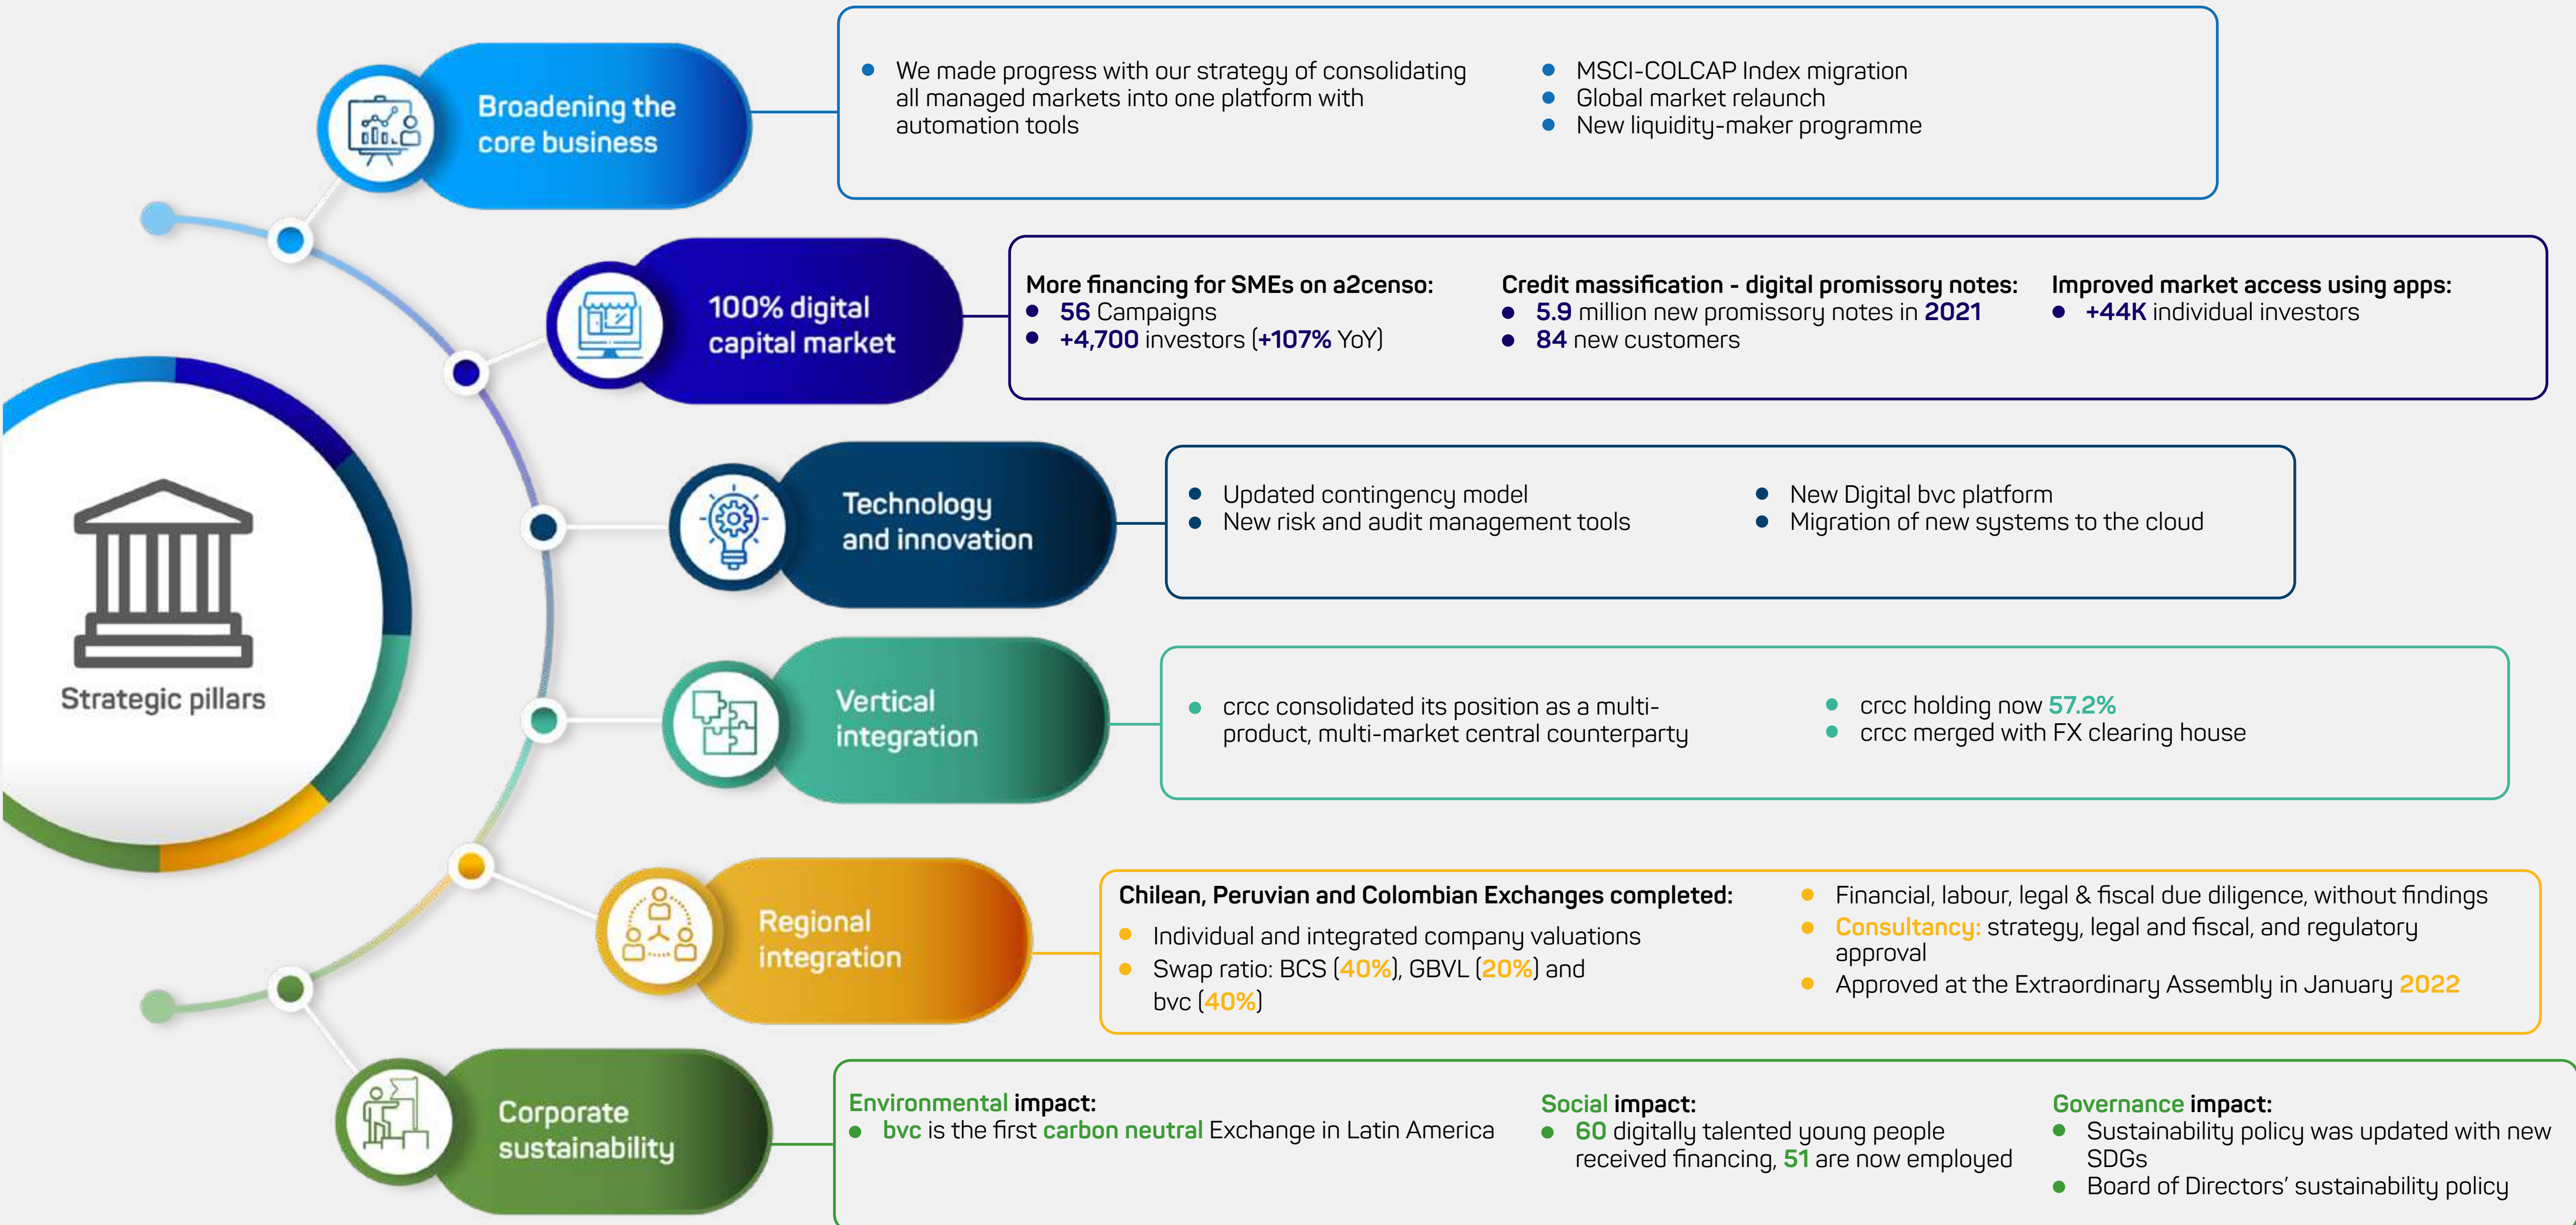 Strategic pillars
Broadening the
core business
We made progress with our strategy of consolidating
all managed markets into one platform with
automation tools
MSCI-COLCAP Index migration
Global market relaunch
New liquidity-maker programme
100% digital
capital market
More financing for SMEs on a2censo:
56 Campaigns
+4,700 investors (+107% YoY)
Credit massification - digital promissory notes:
5.9 million new promissory notes in 2021
84 new customers
Improved market access using apps:
+44K individual investors
Technology
and innovation
Updated contingency model
New risk and audit management tools
New Digital bvc platform
Migration of new systems to the cloud
Vertical
integration
crcc consolidated its position as a multi-
product, multi-market central counterparty
crcc holding now 57.2%
crcc merged with FX clearing house
Regional
integration
Chilean, Peruvian and Colombian Exchanges completed:
Individual and integrated company valuations
Swap ratio: BCS (40%), GBVL (20%) and
bvc (40%)
Financial, labour, legal & fiscal due diligence, without findings
Consultancy: strategy, legal and fiscal, and regulatory
approval
Approved at the Extraordinary Assembly in January 2022
Corporate
sustainability
Environmental impact:
bvc is the first carbon neutral Exchange in Latin America
Social impact:
60 digitally talented young people
received financing, 51 are now employed
Governance impact:
Sustainability policy was updated with new
SDGs
Board of Directors' sustainability policy